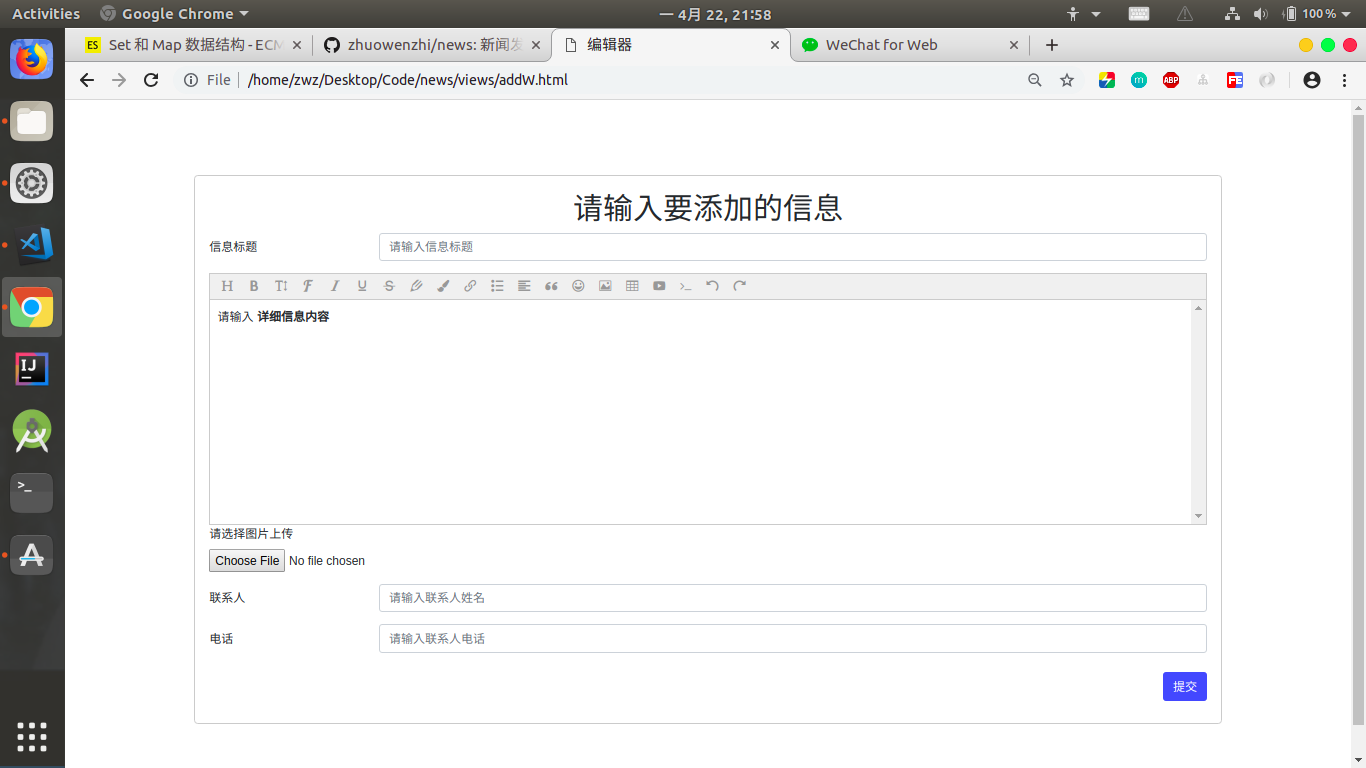 Activities
Google Chrome
一 4月 22, 21:58
100 %
ES Set 和 Map 数据结构 - ECM
zhuowenzhi/news: 新闻发
编辑器
WeChat for Web
File
/home/zwz/Desktop/Code/news/views/addW.html
m
ABP
FE
请输入要添加的信息
信息标题
请输入信息标题
请输入 详细信息内容
请选择图片上传
Choose File No file chosen
联系人
请输入联系人姓名
电话
请输入联系人电话
提交
IJ
>_